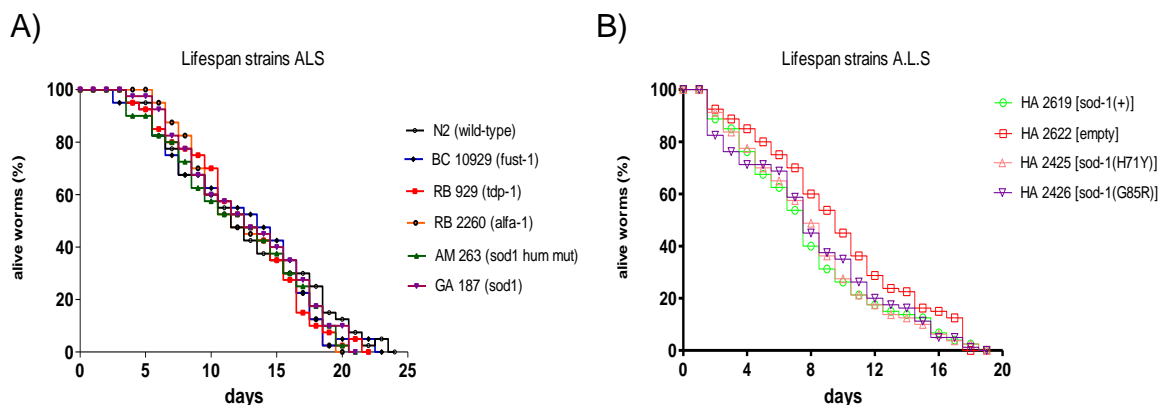 A)
Lifespan strains ALS
alive worms (%)
100
80
60
40
20
0
0 5 10 15 20 25
days
N2 (wild-type)
BC 10929 (fust-1)
RB 929 (tdp-1)
RB 2260 (alfa-1)
AM 263 (sod1 hum mut)
GA 187 (sod1)
B)
Lifespan strains A.L.S
alive worms (%)
100
80
60
40
20
0
0 4 8 12 16 20
days
HA 2619 [sod-1(+)]
HA 2622 [empty]
HA 2425 [sod-1(H71Y)]
HA 2426 [sod-1(G85R)]